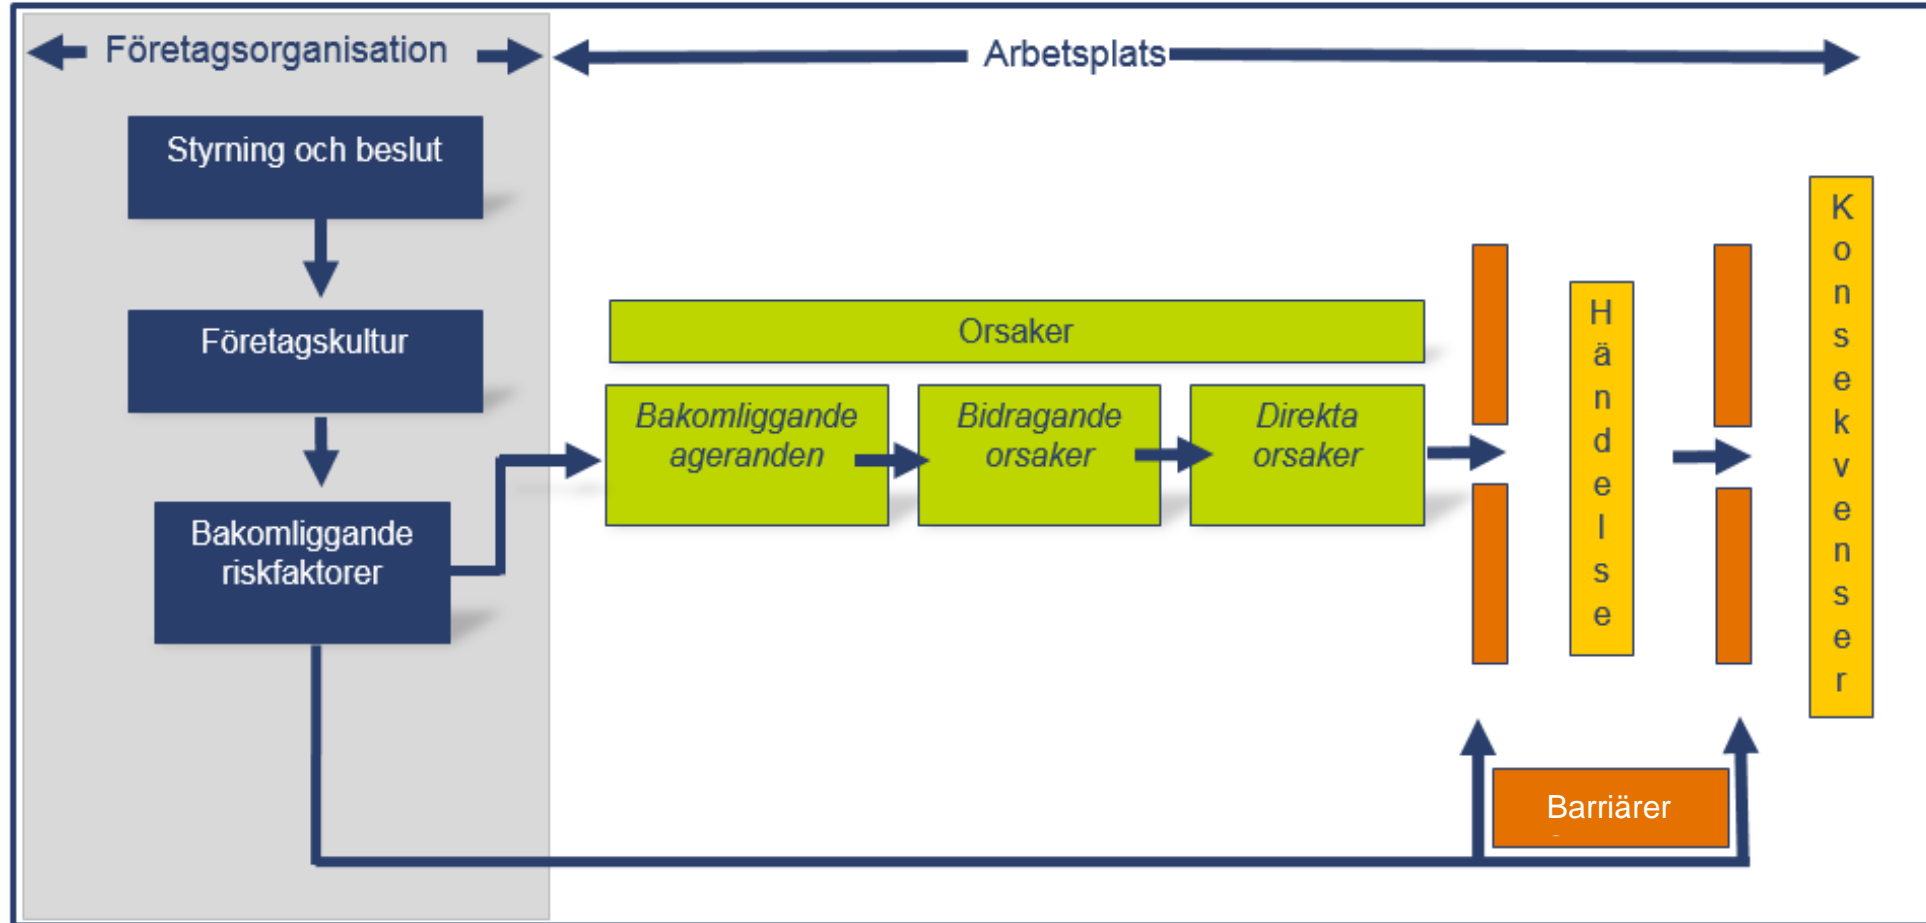 Företagsorganisation
Arbetsplats
Styrning och beslut
Företagskultur
Bakomliggande
riskfaktorer
Orsaker
Bakomliggande
ageranden
Bidragande
orsaker
Direkta
orsaker
Händelse
Konsekvenser
Barriärer